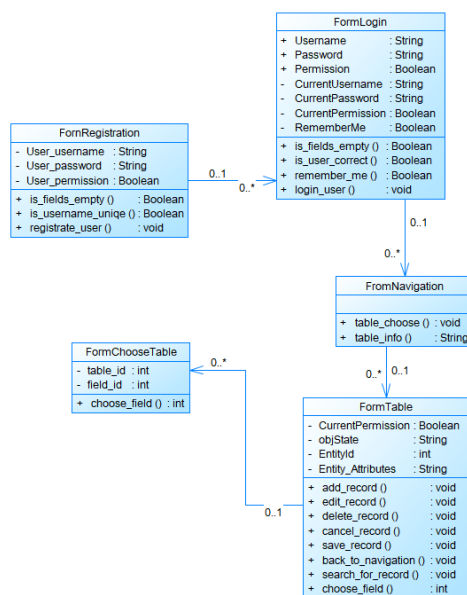 FormLogin
+ Username : String
+ Password : String
+ Permission : Boolean
- CurrentUsername : String
- CurrentPassword : String
- CurrentPermission : Boolean
- RememberMe : Boolean
+ is_fields_empty () : Boolean
+ is_user_correct () : Boolean
+ remember_me () : Boolean
+ login_user () : void
FornRegistration
- User_username : String
- User_password : String
- User_permission : Boolean
+ is_fields_empty () : Boolean
+ is_username_uniqe () : Boolean
+ registrate_user () : void
0..1
0..*
0..1
0..*
FromNavigation
+ table_choose () : void
+ table_info () : String
0..*
0..1
FormChooseTable
- table_id : int
- field_id : int
+ choose_field () : int
0..*
0..1
FormTable
- CurrentPermission : Boolean
- objState : String
- EntityId : int
- Entity_Attributes : String
+ add_record () : void
+ edit_record () : void
+ delete_record () : void
+ cancel_record () : void
+ save_record () : void
+ back_to_navigation () : void
+ search_for_record () : void
+ choose_field () : int